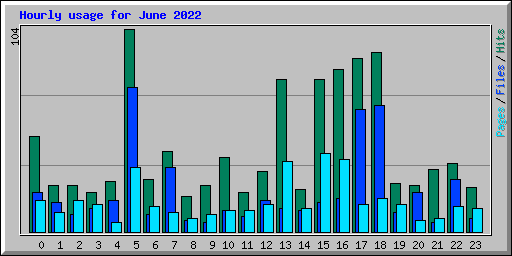 Hourly usage for June 2022
104
Pages/Files/Hits
0 1 2 3 4 5 6 7 8 9 10 11 12 13 14 15 16 17 18 19 20 21 22 23